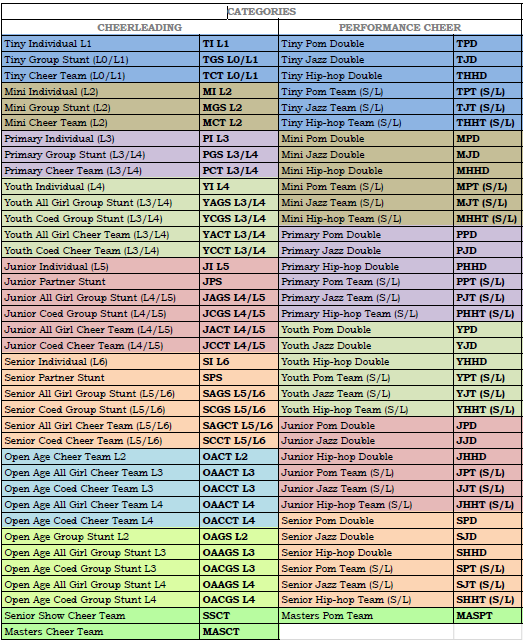 CATEGORIES
CHEERLEADING PERFORMANCE CHEER
Tiny Individual L1 TI L1 Tiny Pom Double TPD
Tiny Group Stunt (L0/L1) TGS L0/L1 Tiny Jazz Double TJD
Tiny Cheer Team (L0/L1) TCT L0/L1 Tiny Hip-hop Double THHD
Mini Individual (L2) MI L2 Tiny Pom Team (S/L) TPT (S/L)
Mini Group Stunt (L2) MGS L2 Tiny Jazz Team (S/L) TJT (S/L)
Mini Cheer Team (L2) MCT L2 Tiny Hip-hop Team (S/L) THHT (S/L)
Primary Individual (L3) PI L3 Mini Pom Double MPD
Primary Group Stunt (L3/L4) PGS L3/L4 Mini Jazz Double MJD
Primary Cheer Team (L3/L4) PCT L3/L4 Mini Hip-hop Double MHHD
Youth Individual (L4) YI L4 Mini Pom Team (S/L) MPT (S/L)
Youth All Girl Group Stunt (L3/L4) YAGS L3/L4 Mini Jazz Team (S/L) MJT (S/L)
Youth Coed Group Stunt (L3/L4) YCGS L3/L4 Mini Hip-hop Team (S/L) MHHT (S/L)
Youth All Girl Cheer Team (L3/L4) YACT L3/L4 Primary Pom Double PPD
Youth Coed Cheer Team (L3/L4) YCCT L3/L4 Primary Jazz Double PJD
Junior Individual (L5) JI L5 Primary Hip-hop Double PHHD
Junior Partner Stunt JPS Primary Pom Team (S/L) PPT (S/L)
Junior All Girl Group Stunt (L4/L5) JAGS L4/L5 Primary Jazz Team (S/L) PJT (S/L)
Junior Coed Group Stunt (L4/L5) JCGS L4/L5 Primary Hip-hop Team (S/L) PHHT (S/L)
Junior All Girl Cheer Team (L4/L5) JACT L4/L5 Youth Pom Double YPD
Junior Coed Cheer Team (L4/L5) JCCT L4/L5 Youth Jazz Double YJD
Senior Individual (L6) SI L6 Youth Hip-hop Double YHHD
Senior Partner Stunt SPS Youth Pom Team (S/L) YPT (S/L)
Senior All Girl Group Stunt (L5/L6) SAGS L5/L6 Youth Jazz Team (S/L) YJT (S/L)
Senior Coed Group Stunt (L5/L6) SCGS L5/L6 Youth Hip-hop Team (S/L) YHHT (S/L)
Senior All Girl Cheer Team (L5/L6) SAGCT L5/L6 Junior Pom Double JPD
Senior Coed Cheer Team (L5/L6) SCCT L5/L6 Junior Jazz Double JJD
Open Age Cheer Team L2 OACT L2 Junior Hip-hop Double JHHD
Open Age All Girl Cheer Team L3 OAACT L3 Junior Pom Team (S/L) JPT (S/L)
Open Age Coed Cheer Team L3 OACCT L3 Junior Jazz Team (S/L) JJT (S/L)
Open Age All Girl Cheer Team L4 OAACT L4 Junior Hip-hop Team (S/L) JHHT (S/L)
Open Age Coed Cheer Team L4 OACCT L4 Senior Pom Double SPD
Open Age Group Stunt L2 OAGS L2 Senior Jazz Double SJD
Open Age All Girl Group Stunt L3 OAAGS L3 Senior Hip-hop Double SHHD
Open Age Coed Group Stunt L3 OACGS L3 Senior Pom Team (S/L) SPT (S/L)
Open Age All Girl Group Stunt L4 OAAGS L4 Senior Jazz Team (S/L) SJT (S/L)
Open Age Coed Group Stunt L4 OACGS L4 Senior Hip-hop Team (S/L) SHHT (S/L)
Senior Show Cheer Team SSCT Masters Pom Team MASPT
Masters Cheer Team MASCT